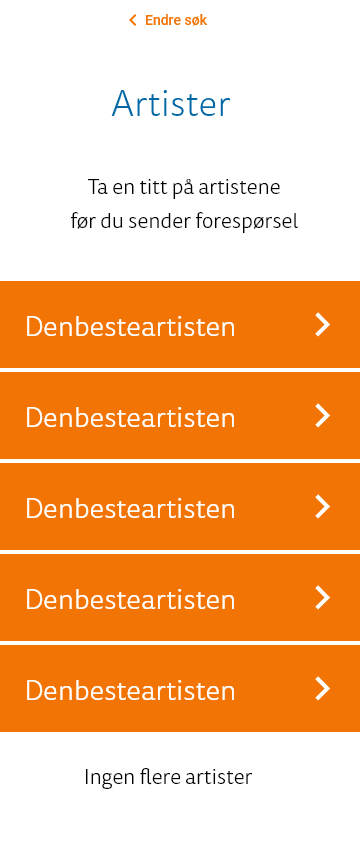 Endre søk
Artister
Ta en titt på artistene
før du sender forespørsel
Denbesteartisten
Denbesteartisten
Denbesteartisten
Denbesteartisten
Denbesteartisten
Ingen flere artister